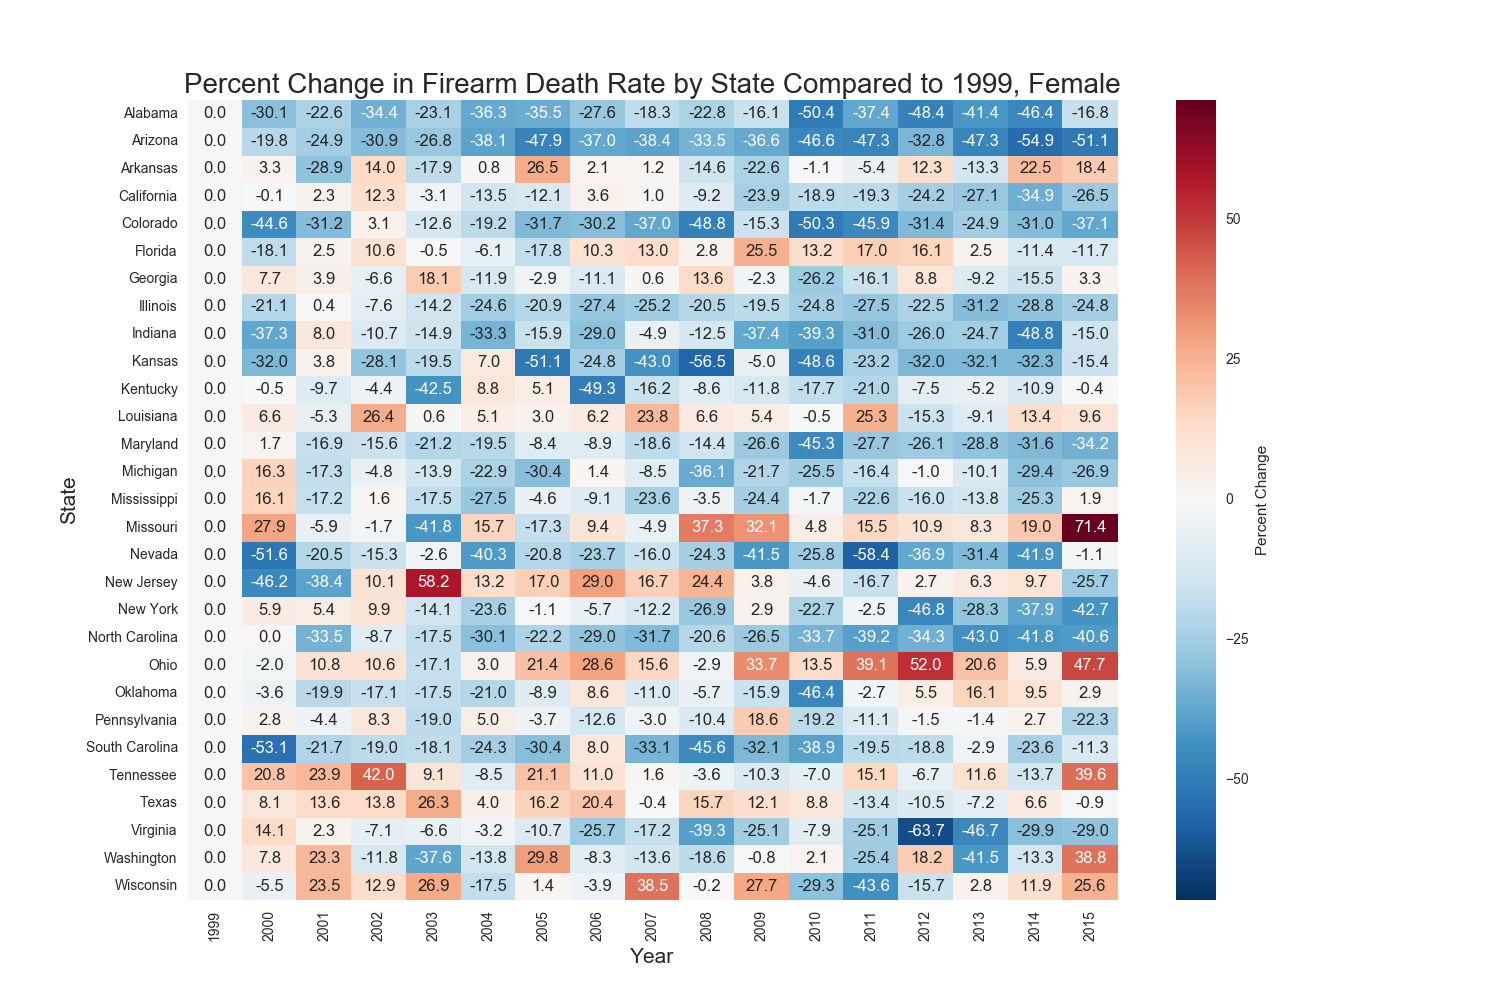 Percent Change in Firearm Death Rate by State Compared to 1999, Female
Alabama 0.0 -30.1 -22.6 -34.4 -23.1 -36.3 -35.5 -27.6 -18.3 -22.8 -16.1 -50.4 -37.4 -48.4 -41.4 -46.4 -16.8
Arizona 0.0 -19.8 -24.9 -30.9 -26.8 -38.1 -47.9 -37.0 -38.4 -33.5 -36.6 -46.6 -47.3 -32.8 -47.3 -54.9 -51.1
Arkansas 0.0 3.3 -28.9 14.0 -17.9 0.8 26.5 2.1 1.2 -14.6 -22.6 -1.1 -5.4 12.3 -13.3 22.5 18.4
California 0.0 -0.1 2.3 12.3 -3.1 -13.5 -12.1 3.6 1.0 -9.2 -23.9 -18.9 -19.3 -24.2 -27.1 -34.9 -26.5
Colorado 0.0 -44.6 -31.2 3.1 -12.6 -19.2 -31.7 -30.2 -37.0 -48.8 -15.3 -50.3 -45.9 -31.4 -24.9 -31.0 -37.1
Florida 0.0 -18.1 2.5 10.6 -0.5 -6.1 -17.8 10.3 13.0 2.8 25.5 13.2 17.0 16.1 2.5 -11.4 -11.7
Georgia 0.0 7.7 3.9 -6.6 18.1 -11.9 -2.9 -11.1 0.6 13.6 -2.3 -26.2 -16.1 8.8 -9.2 -15.5 3.3
Illinois 0.0 -21.1 0.4 -7.6 -14.2 -24.6 -20.9 -27.4 -25.2 -20.5 -19.5 -24.8 -27.5 -22.5 -31.2 -28.8 -24.8
Indiana 0.0 -37.3 8.0 -10.7 -14.9 -33.3 -15.9 -29.0 -4.9 -12.5 -37.4 -39.3 -31.0 -26.0 -24.7 -48.8 -15.0
Kansas 0.0 -32.0 3.8 -28.1 -19.5 7.0 -51.1 -24.8 -43.0 -56.5 -5.0 -48.6 -23.2 -32.0 -32.1 -32.3 -15.4
Kentucky 0.0 -0.5 -9.7 -4.4 -42.5 8.8 5.1 -49.3 -16.2 -8.6 -11.8 -17.7 -21.0 -7.5 -5.2 -10.9 -0.4
Louisiana 0.0 6.6 -5.3 26.4 0.6 5.1 3.0 6.2 23.8 6.6 5.4 -0.5 25.3 -15.3 -9.1 13.4 9.6
Maryland 0.0 1.7 -16.9 -15.6 -21.2 -19.5 -8.4 -8.9 -18.6 -14.4 -26.6 -45.3 -27.7 -26.1 -28.8 -31.6 -34.2
Michigan 0.0 16.3 -17.3 -4.8 -13.9 -22.9 -30.4 1.4 -8.5 -36.1 -21.7 -25.5 -16.4 -1.0 -10.1 -29.4 -26.9
Mississippi 0.0 16.1 -17.2 1.6 -17.5 -27.5 -4.6 -9.1 -23.6 -3.5 -24.4 -1.7 -22.6 -16.0 -13.8 -25.3 1.9
Missouri 0.0 27.9 -5.9 -1.7 -41.8 15.7 -17.3 9.4 -4.9 37.3 32.1 4.8 15.5 10.9 8.3 19.0 71.4
Nevada 0.0 -51.6 -20.5 -15.3 -2.6 -40.3 -20.8 -23.7 -16.0 -24.3 -41.5 -25.8 -58.4 -36.9 -31.4 -41.9 -1.1
New Jersey 0.0 -46.2 -38.4 10.1 58.2 13.2 17.0 29.0 16.7 24.4 3.8 -4.6 -16.7 2.7 6.3 9.7 -25.7
New York 0.0 5.9 5.4 9.9 -14.1 -23.6 -1.1 -5.7 -12.2 -26.9 2.9 -22.7 -2.5 -46.8 -28.3 -37.9 -42.7
North Carolina 0.0 0.0 -33.5 -8.7 -17.5 -30.1 -22.2 -29.0 -31.7 -20.6 -26.5 -33.7 -39.2 -34.3 -43.0 -41.8 -40.6
Ohio 0.0 -2.0 10.8 10.6 -17.1 3.0 21.4 28.6 15.6 -2.9 33.7 13.5 39.1 52.0 20.6 5.9 47.7
Oklahoma 0.0 -3.6 -19.9 -17.1 -17.5 -21.0 -8.9 8.6 -11.0 -5.7 -15.9 -46.4 -2.7 5.5 16.1 9.5 2.9
Pennsylvania 0.0 2.8 -4.4 8.3 -19.0 5.0 -3.7 -12.6 -3.0 -10.4 18.6 -19.2 -11.1 -1.5 -1.4 2.7 -22.3
South Carolina 0.0 -53.1 -21.7 -19.0 -18.1 -24.3 -30.4 8.0 -33.1 -45.6 -32.1 -38.9 -19.5 -18.8 -2.9 -23.6 -11.3
Tennessee 0.0 20.8 23.9 42.0 9.1 -8.5 21.1 11.0 1.6 -3.6 -10.3 -7.0 15.1 -6.7 11.6 -13.7 39.6
Texas 0.0 8.1 13.6 13.8 26.3 4.0 16.2 20.4 -0.4 15.7 12.1 8.8 -13.4 -10.5 -7.2 6.6 -0.9
Virginia 0.0 14.1 2.3 -7.1 -6.6 -3.2 -10.7 -25.7 -17.2 -39.3 -25.1 -7.9 -25.1 -63.7 -46.7 -29.9 -29.0
Washington 0.0 7.8 23.3 -11.8 -37.6 -13.8 29.8 -8.3 -13.6 -18.6 -0.8 2.1 -25.4 18.2 -41.5 -13.3 38.8
Wisconsin 0.0 -5.5 23.5 12.9 26.9 -17.5 1.4 -3.9 38.5 -0.2 27.7 -29.3 -43.6 -15.7 2.8 11.9 25.6
1999 2000 2001 2002 2003 2004 2005 2006 2007 2008 2009 2010 2011 2012 2013 2014 2015
Year
State
50
25
0
−25
−50
Percent Change